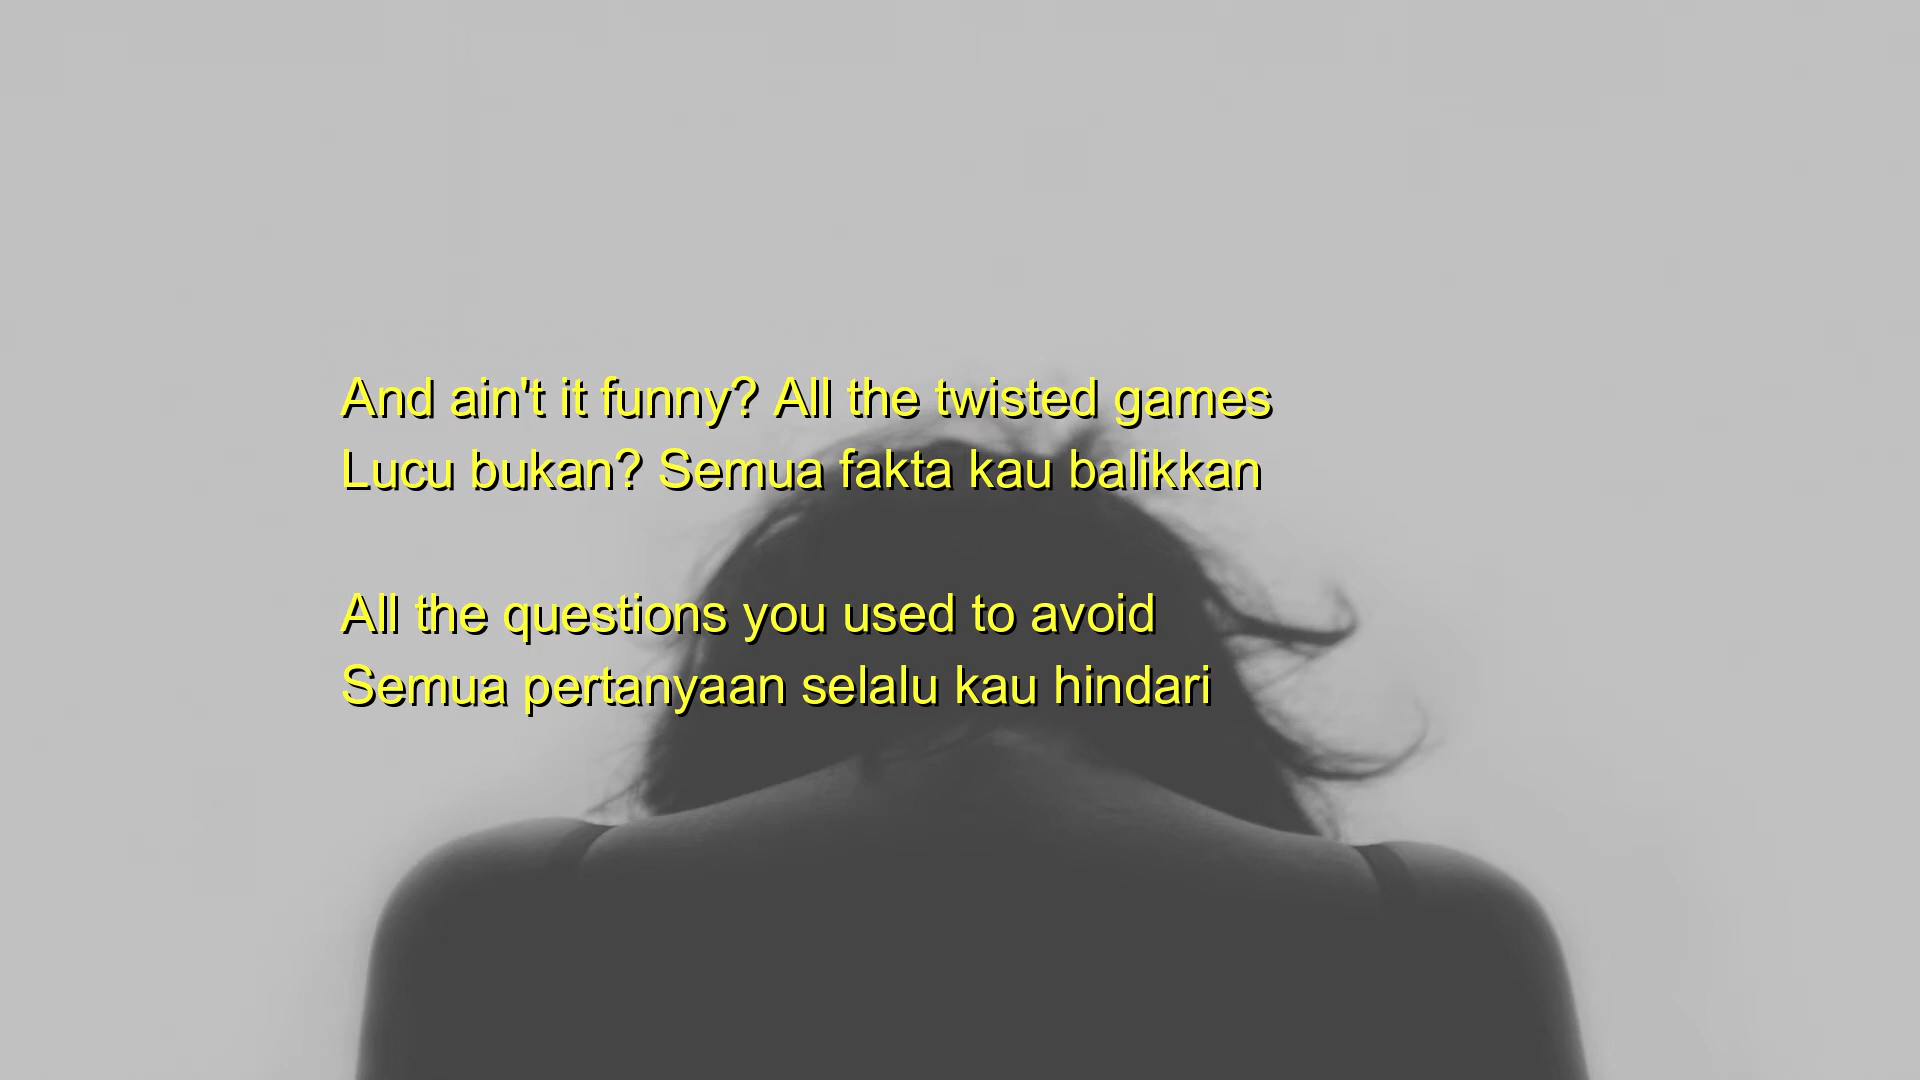 And ain't it funny? All the twisted games
Lucu bukan? Semua fakta kau balikkan
All the questions you used to avoid
Semua pertanyaan selalu kau hindari